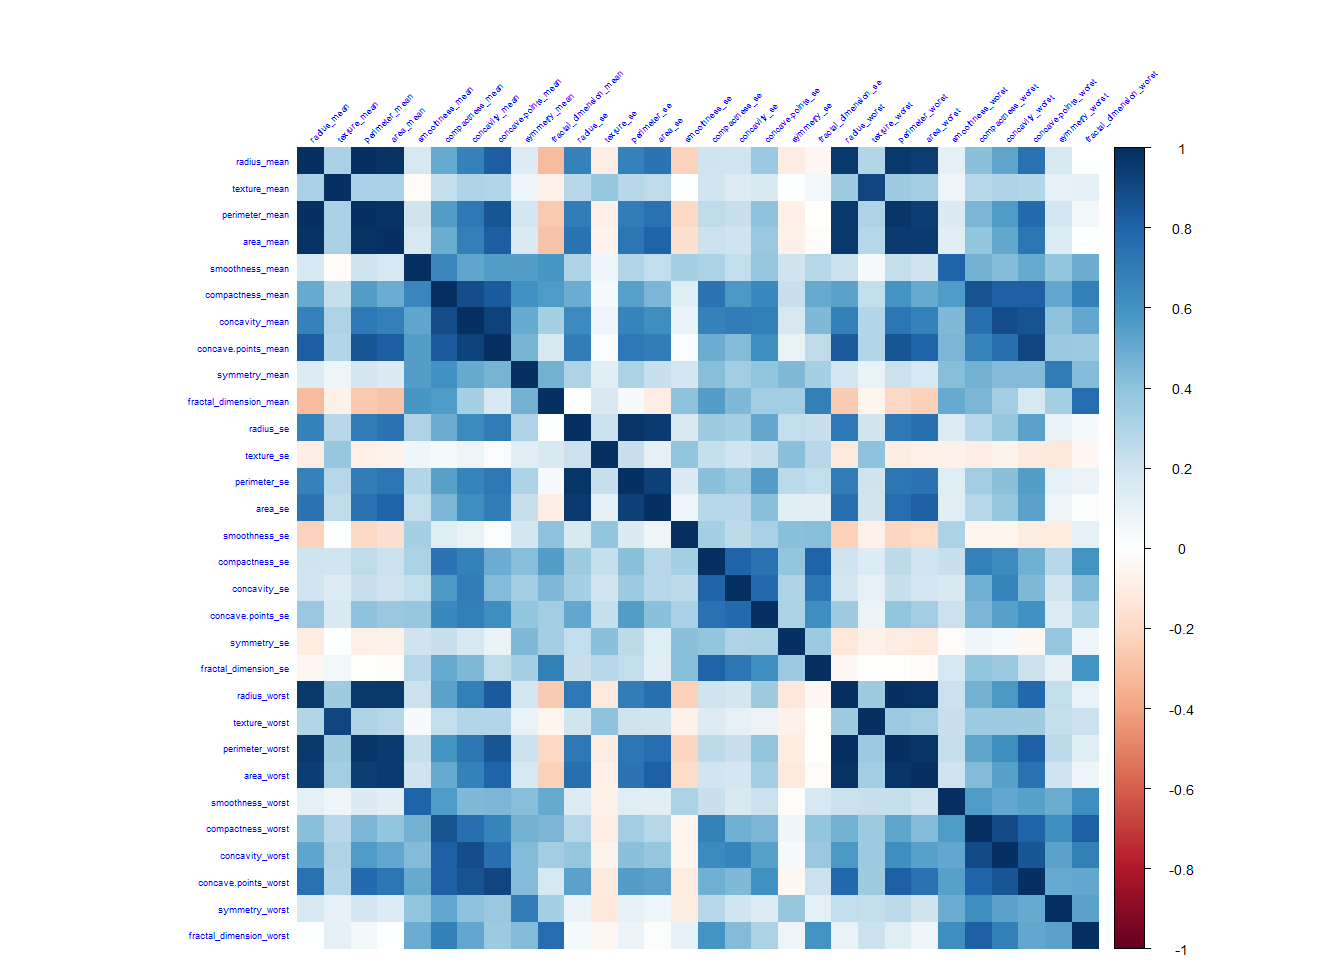 radius_mean
texture_mean
perimeter_mean
area_mean
smoothness_mean
compactness_mean
concavity_mean
concave.points_mean
symmetry_mean
fractal_dimension_mean
radius_se
texture_se
perimeter_se
area_se
smoothness_se
compactness_se
concavity_se
concave.points_se
symmetry_se
fractal_dimension_se
radius_worst
texture_worst
perimeter_worst
area_worst
smoothness_worst
compactness_worst
concavity_worst
concave.points_worst
symmetry_worst
fractal_dimension_worst
radius_mean
texture_mean
perimeter_mean
area_mean
smoothness_mean
compactness_mean
concavity_mean
concave.points_mean
symmetry_mean
fractal_dimension_mean
radius_se
texture_se
perimeter_se
area_se
smoothness_se
compactness_se
concavity_se
concave.points_se
symmetry_se
fractal_dimension_se
radius_worst
texture_worst
perimeter_worst
area_worst
smoothness_worst
compactness_worst
concavity_worst
concave.points_worst
symmetry_worst
fractal_dimension_worst
1
0.8
0.6
0.4
0.2
0
-0.2
-0.4
-0.6
-0.8
-1